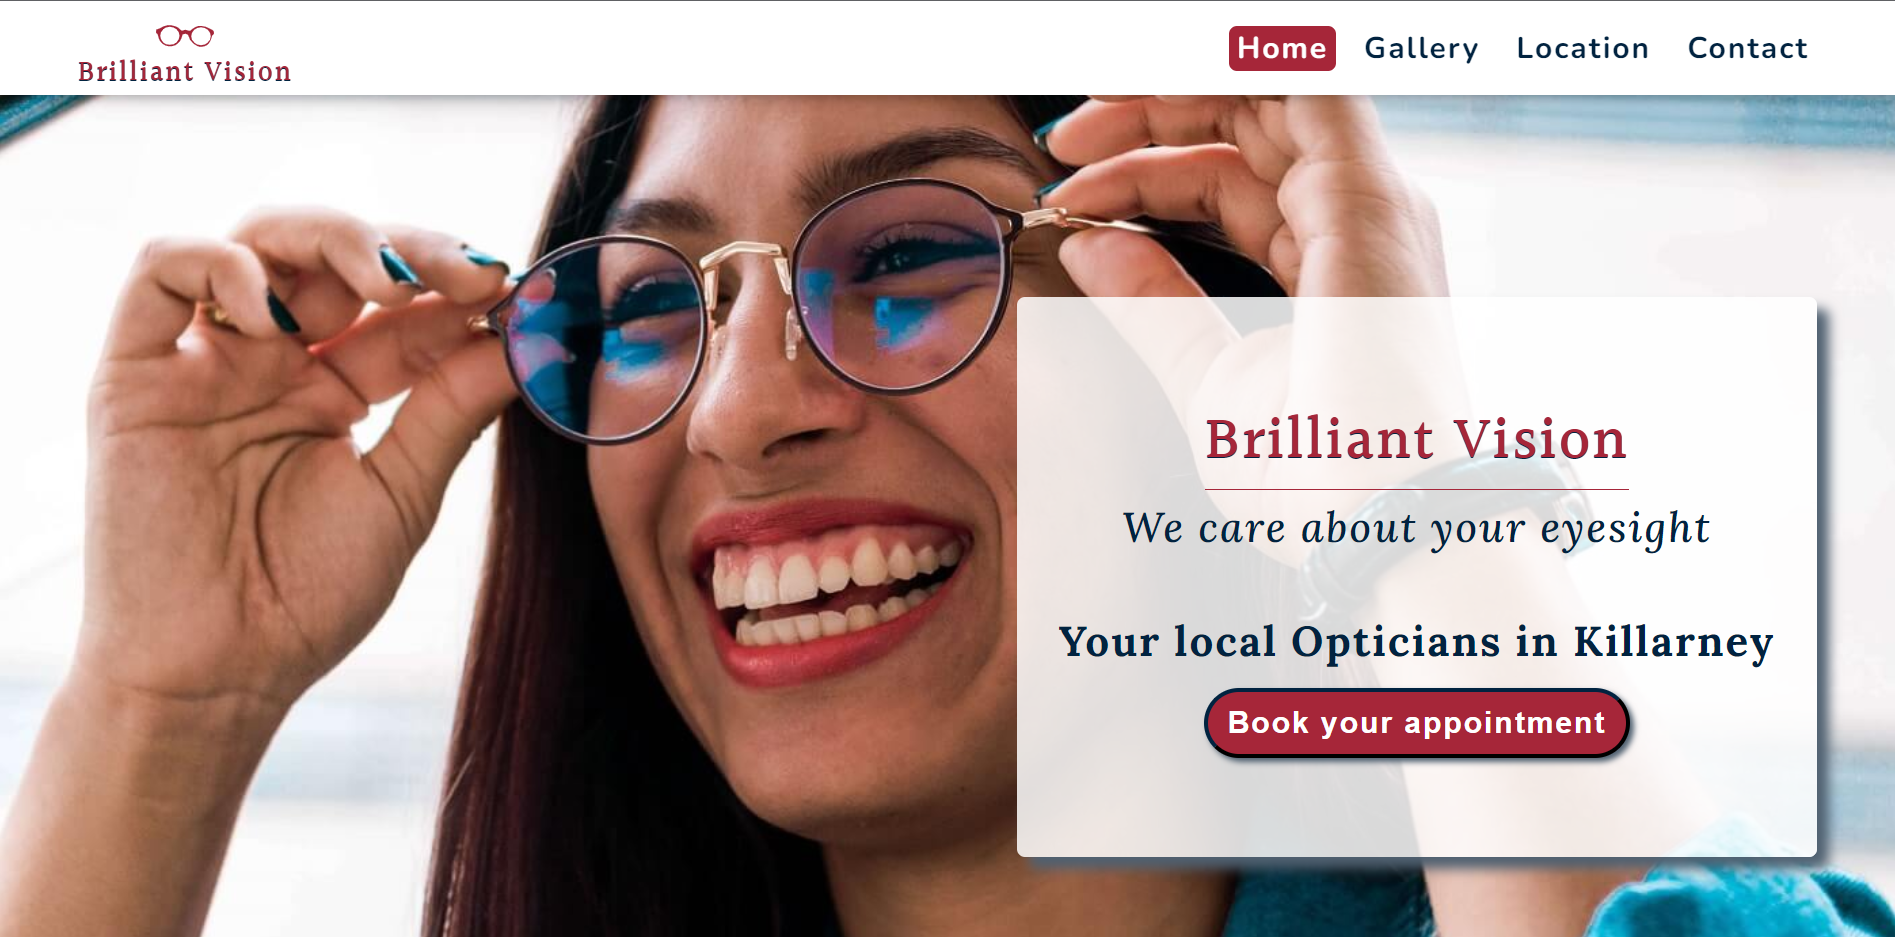 Brilliant Vision
Home Gallery Location Contact
Brilliant Vision
We care about your eyesight
Your local Opticians in Killarney
Book your appointment